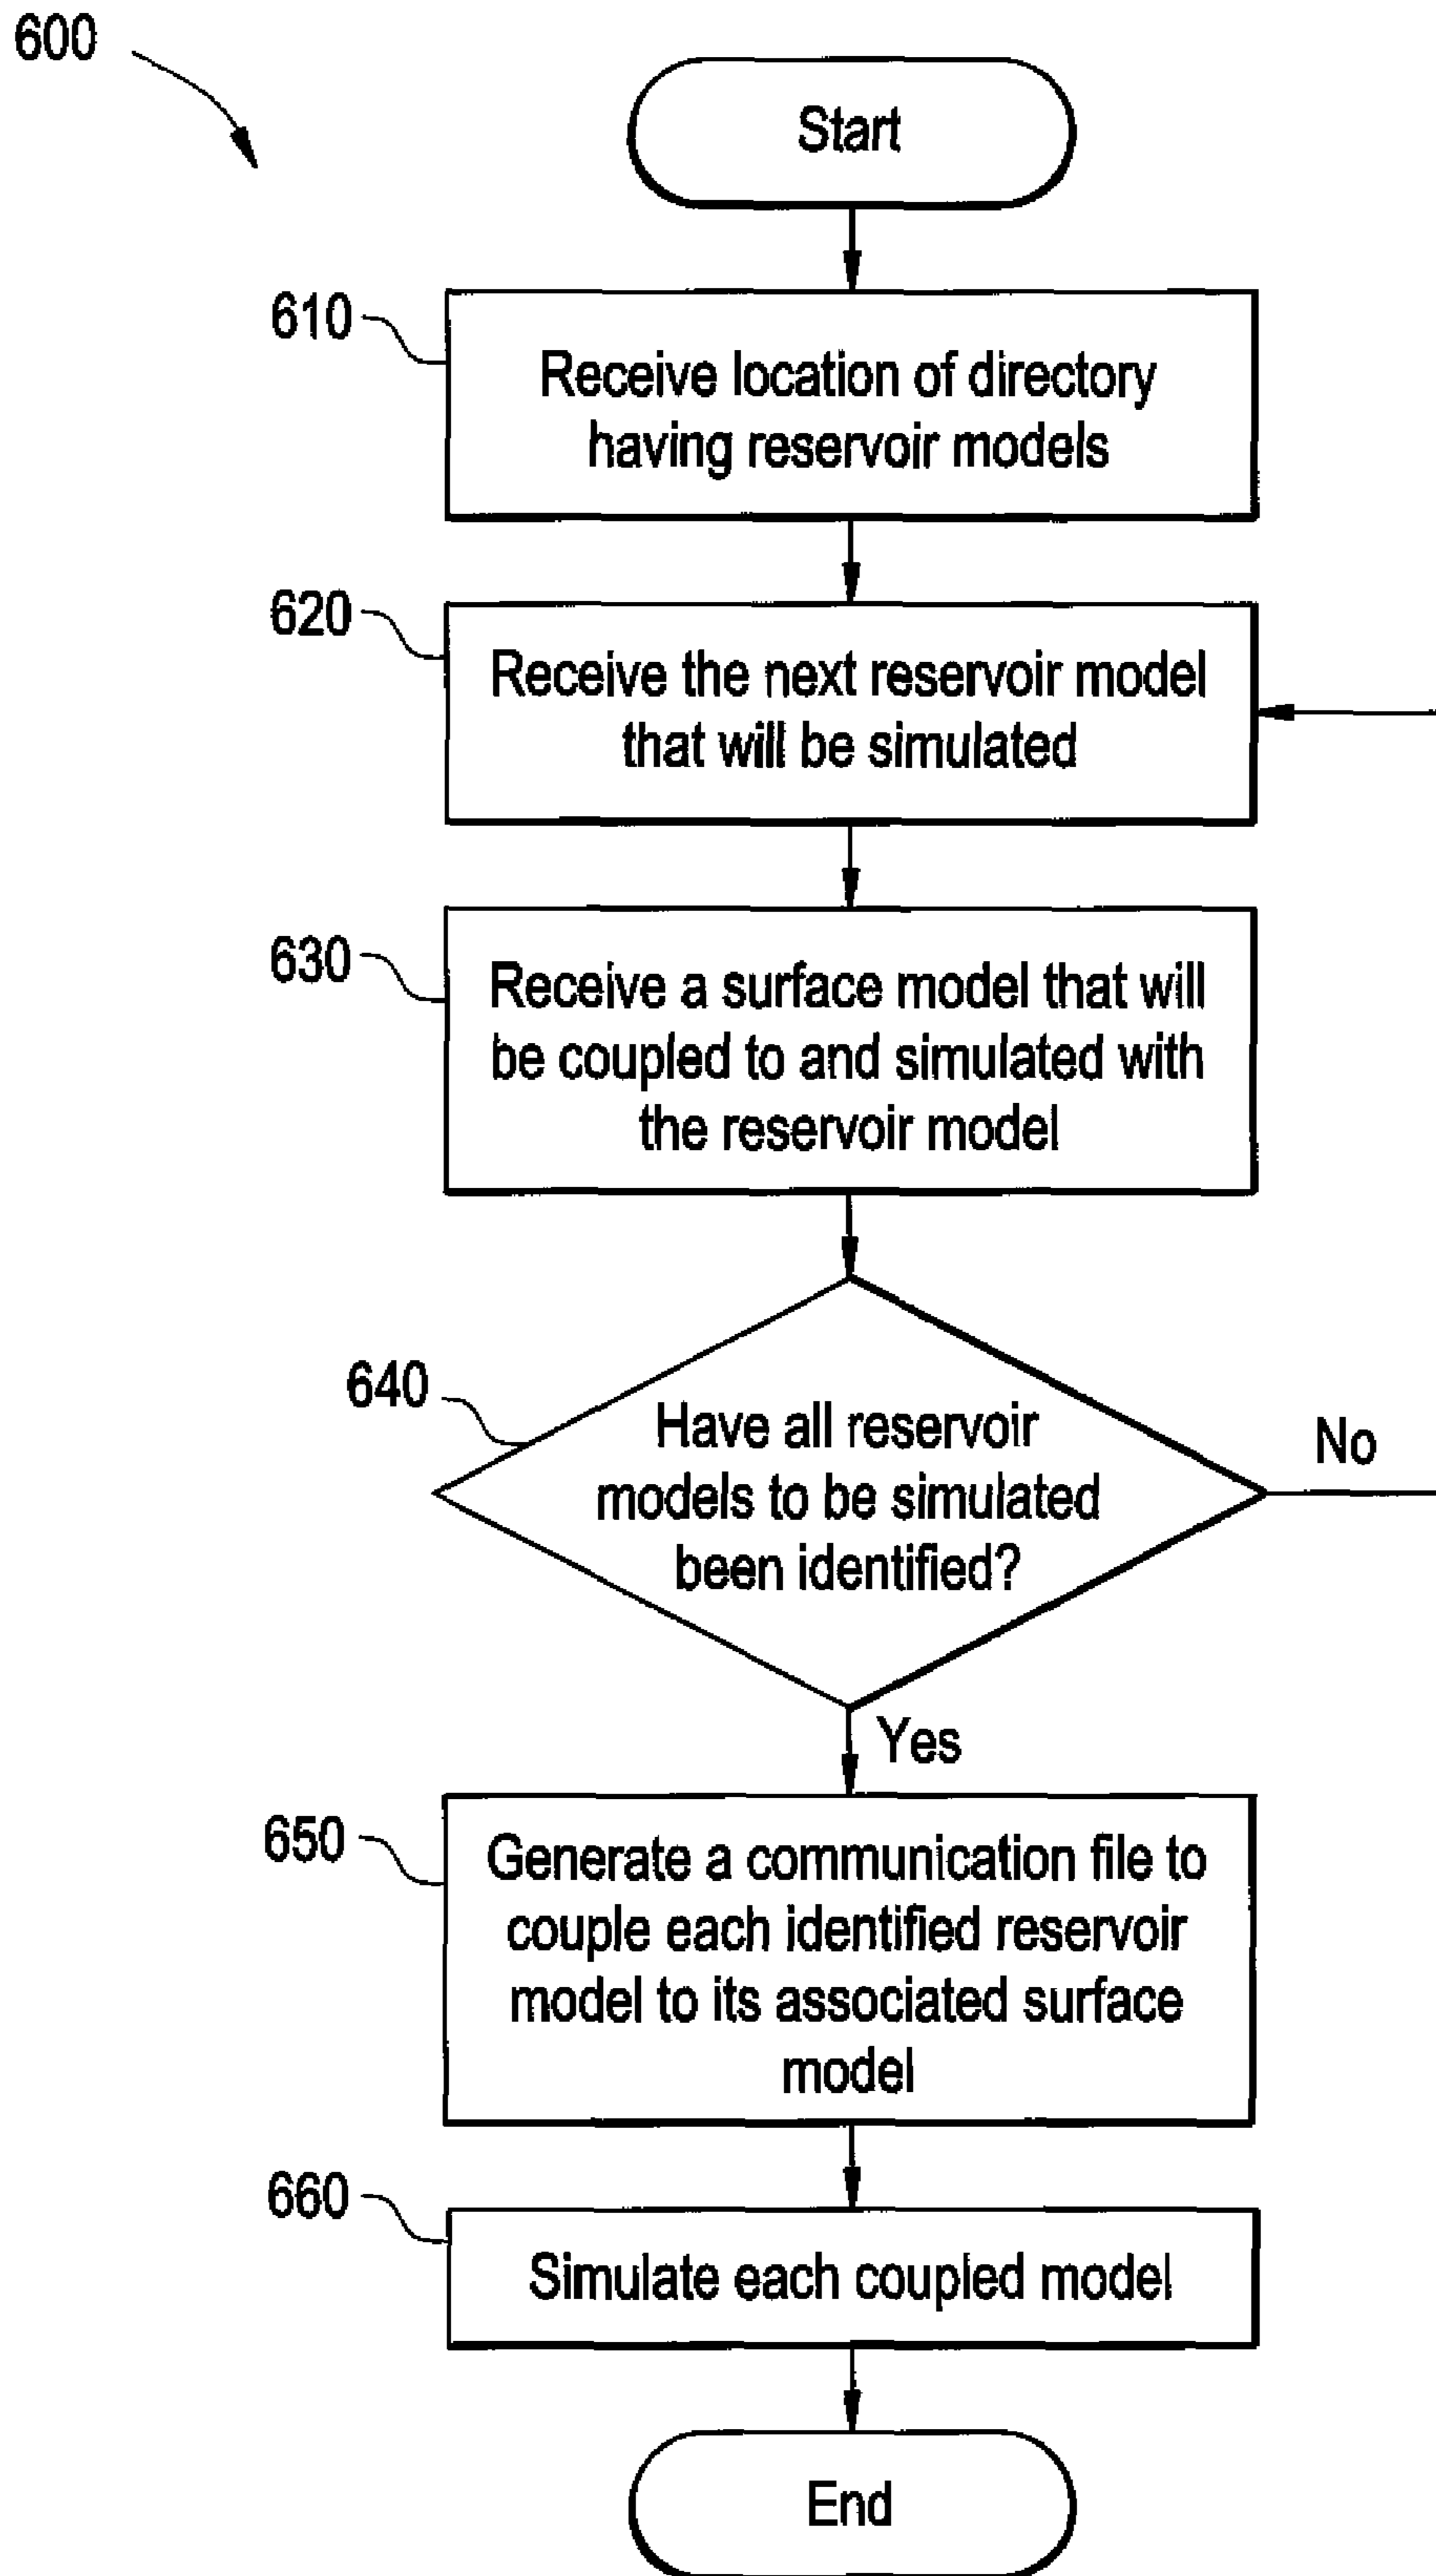 600
Start
610
Receive location of directory
having reservoir models
620
Receive the next reservoir model
that will be simulated
630
Receive a surface model that will
be coupled to and simulated with
the reservoir model
640
Have all reservoir
models to be simulated
been identified?
No
Yes
650
Generate a communication file to
couple each identified reservoir
model to its associated surface
model
660
Simulate each coupled model
End